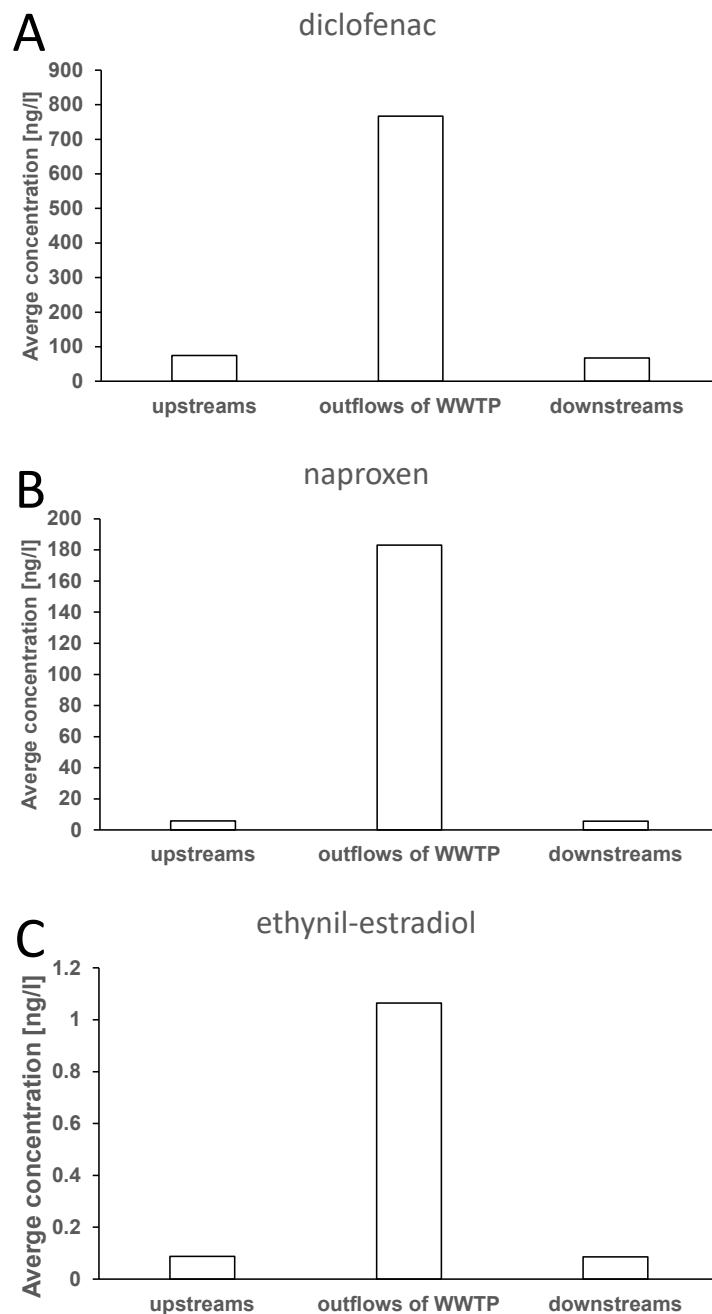 A
diclofenac
Averge concentration [ng/l]
900
800
700
600
500
400
300
200
100
0
upstreams outflows of WWTP downstreams
B
naproxen
Averge concentration [ng/l]
200
180
160
140
120
100
80
60
40
20
0
upstreams outflows of WWTP downstreams
C
ethynil-estradiol
Averge concentration [ng/l]
1.2
1
0.8
0.6
0.4
0.2
0
upstreams outflows of WWTP downstreams